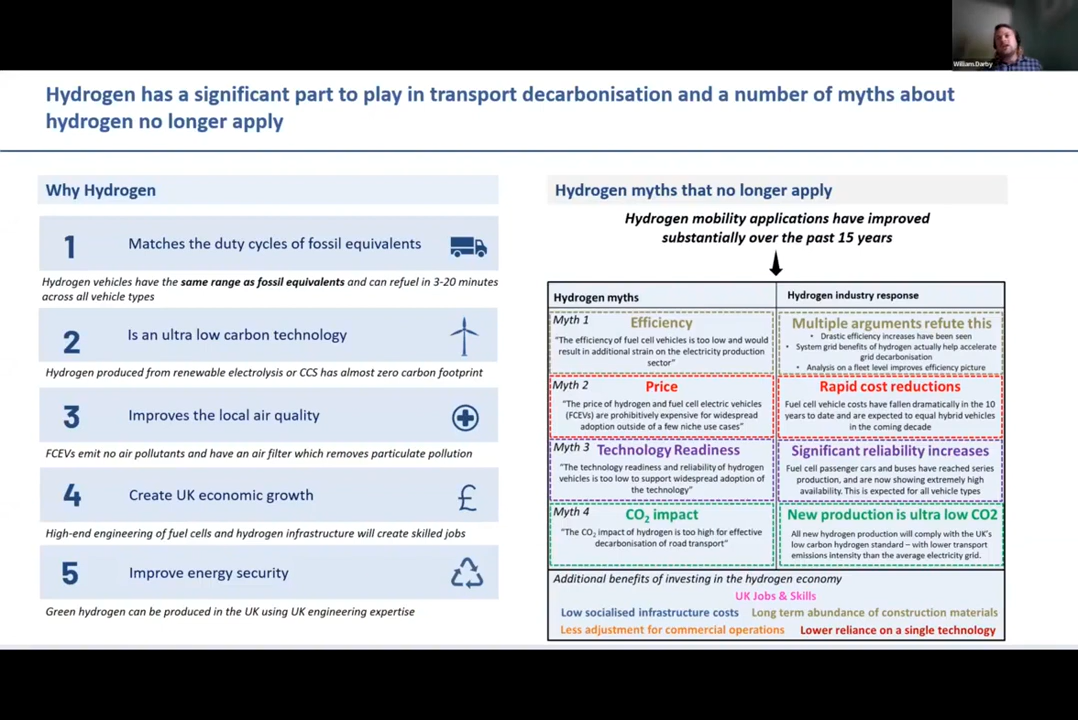 William Darby
Hydrogen has a significant part to play in transport decarbonisation and a number of myths about
hydrogen no longer apply
Why Hydrogen
1
Matches the duty cycles of fossil equivalents
Hydrogen vehicles have the same range as fossil equivalents and can refuel in 3-20 minutes
across all vehicle types
2
Is an ultra low carbon technology
Hydrogen produced from renewable electrolysis or CCS has almost zero carbon footprint
3
Improves the local air quality
FCEVs emit no air pollutants and have an air filter which removes particulate pollution
4
Create UK economic growth
£
High-end engineering of fuel cells and hydrogen infrastructure will create skilled jobs
5
Improve energy security
Green hydrogen can be produced in the UK using UK engineering expertise
Hydrogen myths that no longer apply
Hydrogen mobility applications have improved
substantially over the past 15 years
Hydrogen myths
Hydrogen industry response
Myth 1
Efficiency
"The efficiency of fuel cell vehicles is too low and would
result in additional strain on the electricity production
sector"
Multiple arguments refute this
• Drastic efficiency increases have been seen
• System grid benefits of hydrogen actually help accelerate
grid decarbonisation
• Analysis on a fleet level improves efficiency picture
Myth 2
Price
"The price of hydrogen and fuel cell electric vehicles
(FCEVs) are prohibitively expensive for widespread
adoption outside of a few niche use cases"
Rapid cost reductions
Fuel cell vehicle costs have fallen dramatically in the 10
years to date and are expected to equal hybrid vehicles
in the coming decade
Myth 3
Technology Readiness
"The technology readiness and reliability of hydrogen
vehicles is too low to support widespread adoption of
the technology"
Significant reliability increases
Fuel cell passenger cars and buses have reached series
production, and are now showing extremely high
availability. This is expected for all vehicle types
Myth 4
CO₂ impact
"The CO₂ impact of hydrogen is too high for effective
decarbonisation of road transport"
New production is ultra low CO2
All new hydrogen production will comply with the UK's
low carbon hydrogen standard – with lower transport
emissions intensity than the average electricity grid.
Additional benefits of investing in the hydrogen economy
UK Jobs & Skills
Low socialised infrastructure costs
Long term abundance of construction materials
Less adjustment for commercial operations
Lower reliance on a single technology